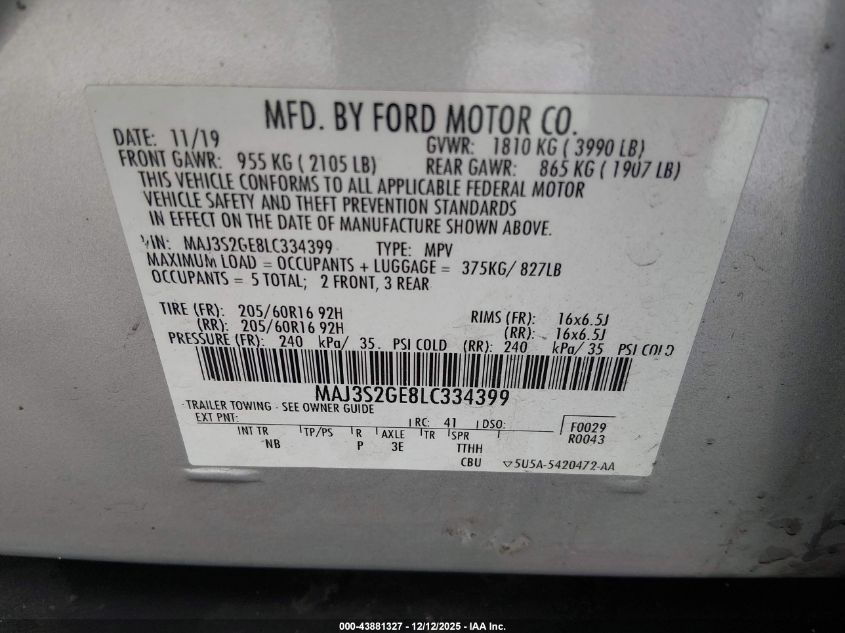 MFD. BY FORD MOTOR CO.
DATE: 11/19 GVWR: 1810 KG ( 3990 LB)
FRONT GAWR: 955 KG ( 2105 LB) REAR GAWR: 865 KG ( 1907 LB)
THIS VEHICLE CONFORMS TO ALL APPLICABLE FEDERAL MOTOR
VEHICLE SAFETY AND THEFT PREVENTION STANDARDS
IN EFFECT ON THE DATE OF MANUFACTURE SHOWN ABOVE.
VIN: MAJ3S2GE8LC334399 TYPE: MPV
MAXIMUM LOAD = OCCUPANTS + LUGGAGE = 375KG/ 827LB
OCCUPANTS = 5 TOTAL; 2 FRONT, 3 REAR
TIRE (FR): 205/60R16 92H RIMS (FR): 16x6.5J
(RR): 205/60R16 92H (RR): 16x6.5J
PRESSURE (FR): 240 kPa/ 35. PSI COLD (RR): 240 kPa/ 35 PSI COLD
MAJ3S2GE8LC334399
TRAILER TOWING - SEE OWNER GUIDE
EXT PNT: RC: 41 DSO: F0029
R0043
INT TR TP/PS R AXLE TR SPR
NB P 3E TTHH
CBU ▽5U5A-5420472-AA
000-43881327 - 12/12/2025 - IAA Inc.